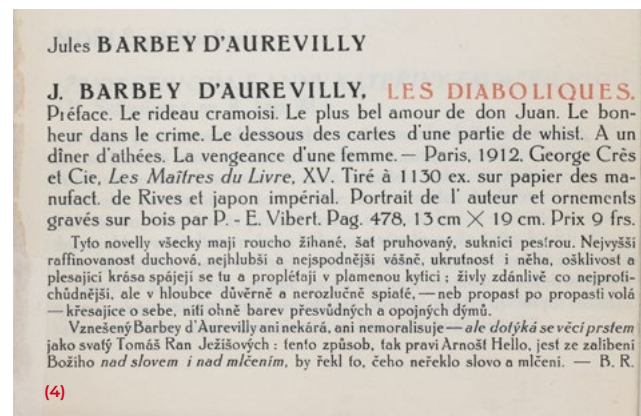 Jules BARBEY D'AUREVILLY
J. BARBEY D'AUREVILLY, LES DIABOLIQUES.
Préface. Le rideau cramoisi. Le plus bel amour de don Juan. Le bon-
heur dans le crime. Le dessous des cartes d'une partie de whist. A un
dîner d'athées. La vengeance d'une femme. — Paris, 1912, George Crès
et Cie, Les Maîtres du Livre, XV. Tiré à 1130 ex. sur papier des ma-
nufact. de Rives et japon impérial. Portrait de l' auteur et ornements
gravés sur bois par P. - E. Vibert. Pag. 478, 13 cm × 19 cm. Prix 9 frs.
Tyto novelly všecky mají roucho žíhané, šat pruhovaný, suknici pestrou. Nejvyšší
raffinovanost duchová, nejhlubší a nejspodnější vášně, ukrutnost i něha, ošklivost a
plesající krása spájejí se tu a proplétají v plamenou kytici ; živly zdánlivě co nejproti-
chůdnější, ale v hloubce důvěrně a nerozlučně spiaté, — neb propast po propasti volá
— křesajíce o sebe, nítí ohně barev přesvůdných a opojných dýmů.
Vznešený Barbey d'Aurevilly ani nekárá, ani nemoralisuje — ale dotýká se věcí prstem
jako svatý Tomáš Ran Ježíšových : tento způsob, tak praví Arnošt Hello, jest ze zalíbení
Božího nad slovem i nad mlčením, by řekl to, čeho neřeklo slovo a mlčení. — B. R.
(4)